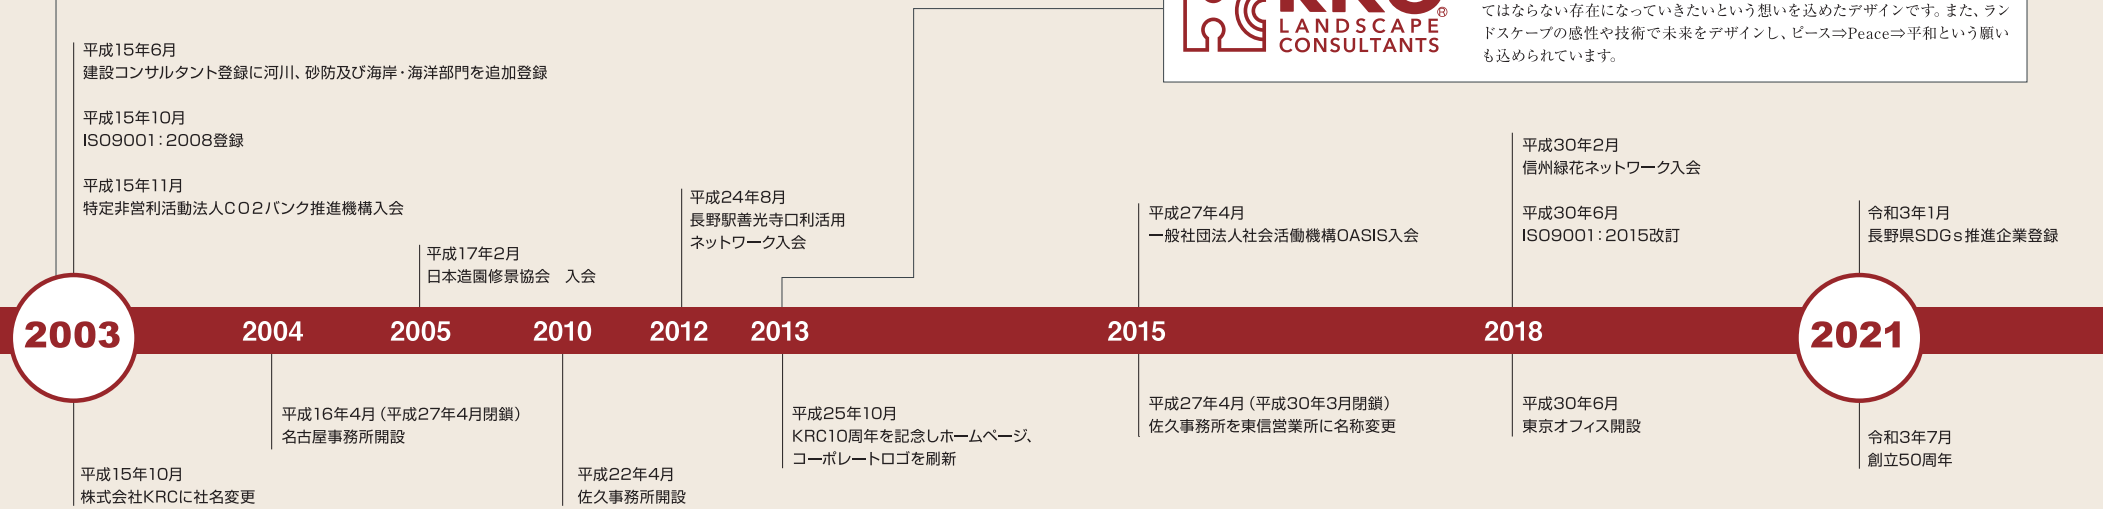 KRC®
LANDSCAPE
CONSULTANTS
てはならない存在になっていきたいという想いを込めたデザインです。また、ラン
ドスケープの感性や技術で未来をデザインし、ピース⇒Peace⇒平和という願い
も込められています。
平成15年6月
建設コンサルタント登録に河川、砂防及び海岸・海洋部門を追加登録
平成15年10月
ISO9001：2008登録
平成15年11月
特定非営利活動法人CO2バンク推進機構入会
平成17年2月
日本造園修景協会　入会
平成24年8月
長野駅善光寺口利活用
ネットワーク入会
平成27年4月
一般社団法人社会活働機構OASIS入会
平成30年2月
信州緑花ネットワーク入会
平成30年6月
ISO9001：2015改訂
令和3年1月
長野県SDGs推進企業登録
2003
2004
2005
2010
2012
2013
2015
2018
2021
平成15年10月
株式会社KRCに社名変更
平成16年4月（平成27年4月閉鎖）
名古屋事務所開設
平成22年4月
佐久事務所開設
平成25年10月
KRC10周年を記念しホームページ、
コーポレートロゴを刷新
平成27年4月（平成30年3月閉鎖）
佐久事務所を東信営業所に名称変更
平成30年6月
東京オフィス開設
令和3年7月
創立50周年